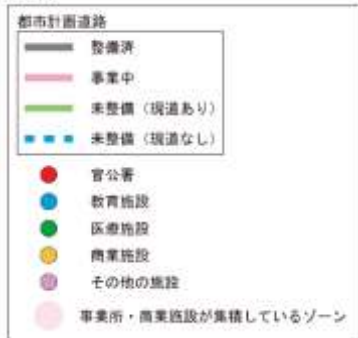 都市計画道路
整備済
事業中
未整備（現道あり）
未整備（現道なし）
官公署
教育施設
医療施設
商業施設
その他の施設
事業所・商業施設が集積しているゾーン